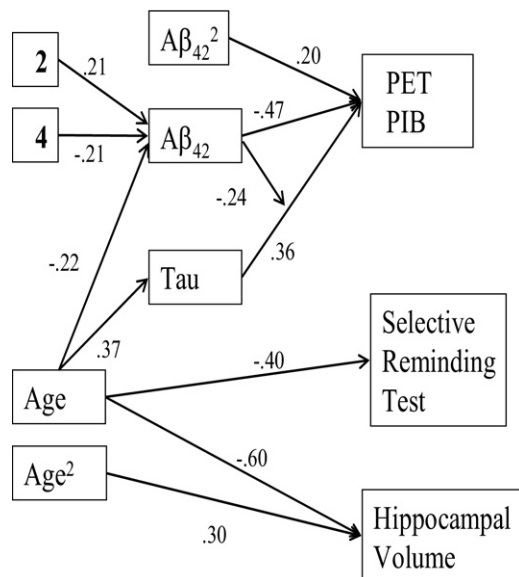 Aβ₄₂²
2
.21
.20
PET
PIB
4
-.21
Aβ₄₂
-.47
-.24
-.22
Tau
.36
.37
Selective
Reminding
Test
-.40
Age
Age²
-.60
.30
Hippocampal
Volume